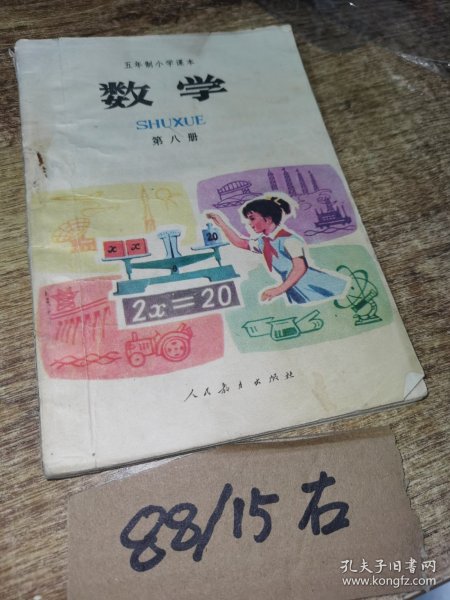 五年制小学课本
数学
SHUXUE
第八册
x x
20
2x=20
人民教育出版社
88/15右
孔夫子旧书网
www.kongfz.com